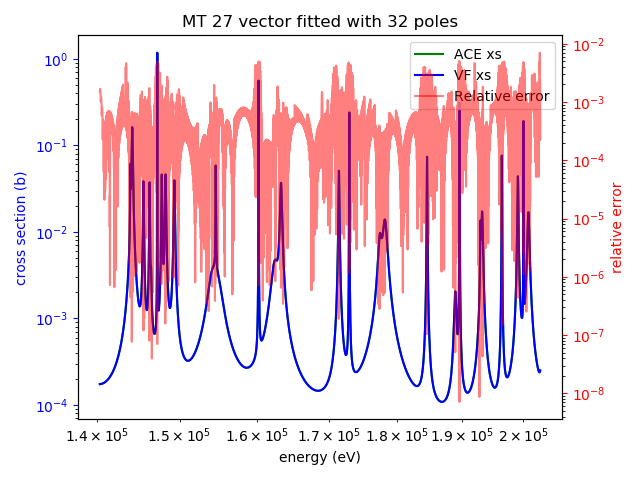 MT 27 vector fitted with 32 poles
ACE xs
VF xs
Relative error
cross section (b)
10⁰
10⁻¹
10⁻²
10⁻³
10⁻⁴
relative error
10⁻²
10⁻³
10⁻⁴
10⁻⁵
10⁻⁶
10⁻⁷
10⁻⁸
1.4 × 10⁵ 1.5 × 10⁵ 1.6 × 10⁵ 1.7 × 10⁵ 1.8 × 10⁵ 1.9 × 10⁵ 2 × 10⁵
energy (eV)